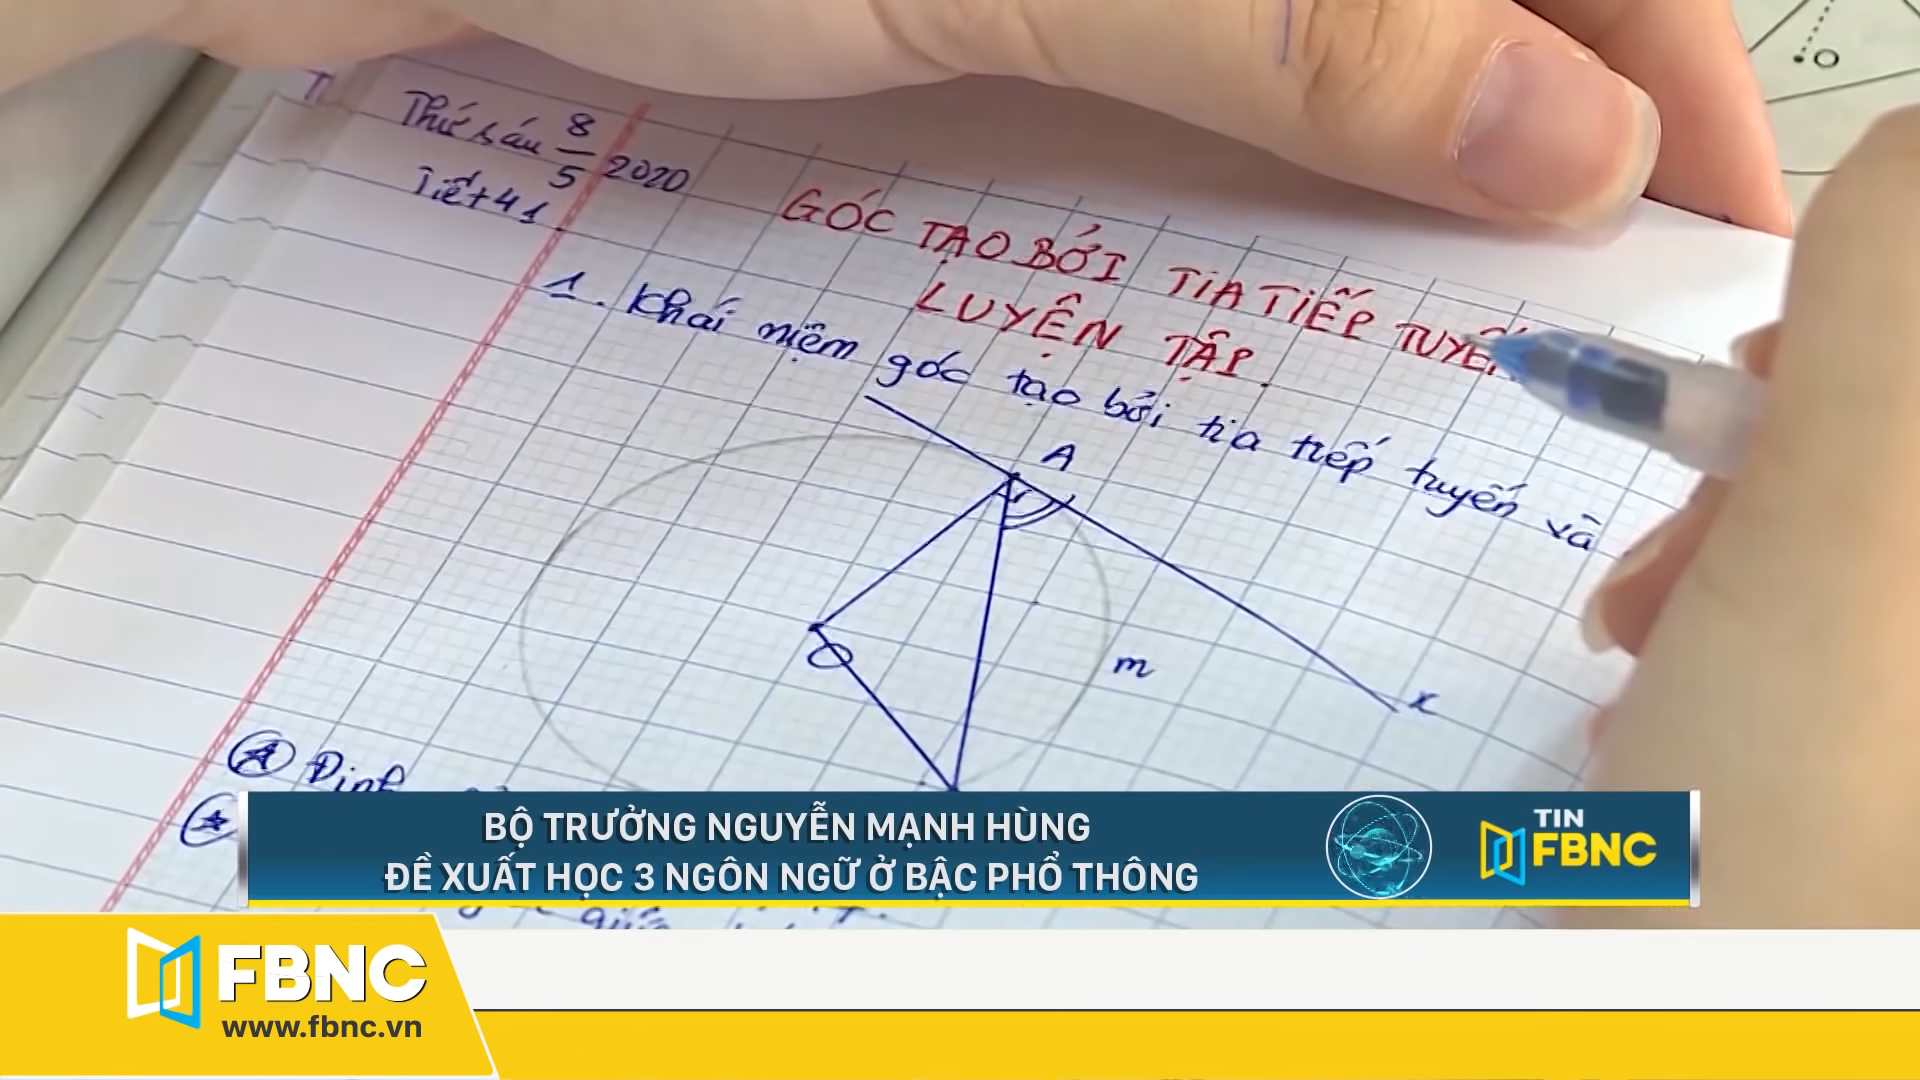 O
Thứ sáu 8/5 2020
Tiết 41
GÓC TẠO BỞI TIA TIẾP TUYẾN
LUYỆN TẬP.
1. Khái niệm góc tạo bởi tia tiếp tuyến và
A
O
m
x
BỘ TRƯỞNG NGUYỄN MẠNH HÙNG
ĐỀ XUẤT HỌC 3 NGÔN NGỮ Ở BẬC PHỔ THÔNG
TIN
FBNC
FBNC
www.fbnc.vn